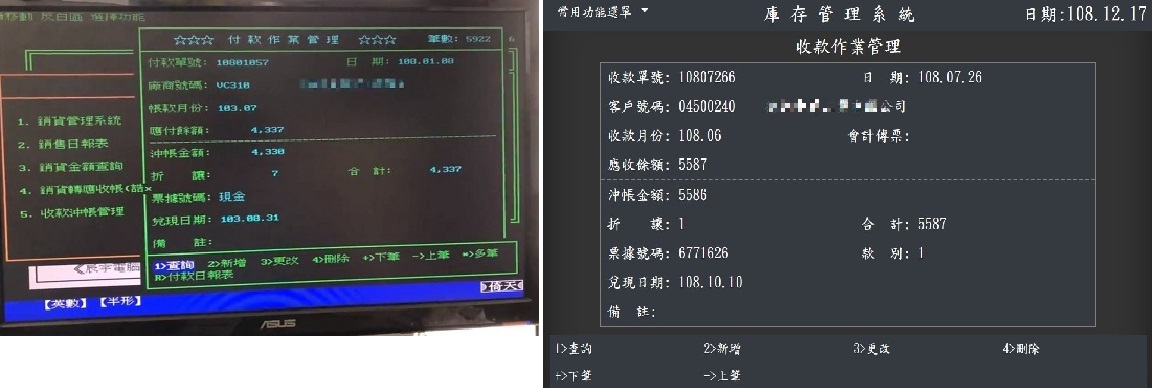 移動 反白區 選擇功能
☆☆☆ 付款作業管理 ☆☆☆ 筆數: 5922
付款單號: 10801057 日 期: 108.01.08
廠商號碼: VC310
帳款月份: 103.07
應付餘額: 4,337
沖帳金額: 4,330
折 讓: 7 合 計: 4,337
票據號碼: 現金
兌現日期: 103.08.31
備 註:
1>查詢 2>新增 3>更改 4>刪除 +>下筆 ->上筆 *>多筆
R>付款日報表
1. 銷貨管理系統
2. 銷售日報表
3. 銷貨金額查詢
4. 銷貨轉應收帳
5. 收款沖帳管理
【英數】【半形】
倚天
ASUS
常用功能選單 ▼ 庫存管理系統 日期:108.12.17
收款作業管理
收款單號: 10807266 日 期: 108.07.26
客戶號碼: 04500240 公司
收款月份: 108.06 會計傳票:
應收餘額: 5587
沖帳金額: 5586
折 讓: 1 合 計: 5587
票據號碼: 6771626 款 別: 1
兌現日期: 108.10.10
備 註:
1>查詢 2>新增 3>更改 4>刪除
+>下筆 ->上筆